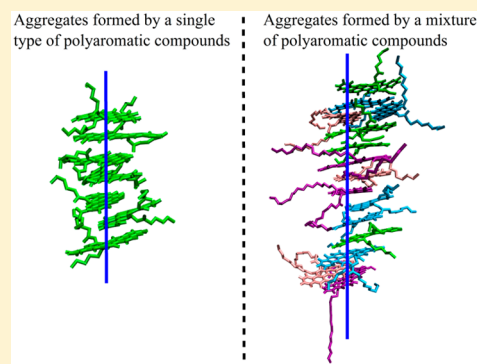 Aggregates formed by a single
type of polyaromatic compounds
Aggregates formed by a mixture
of polyaromatic compounds